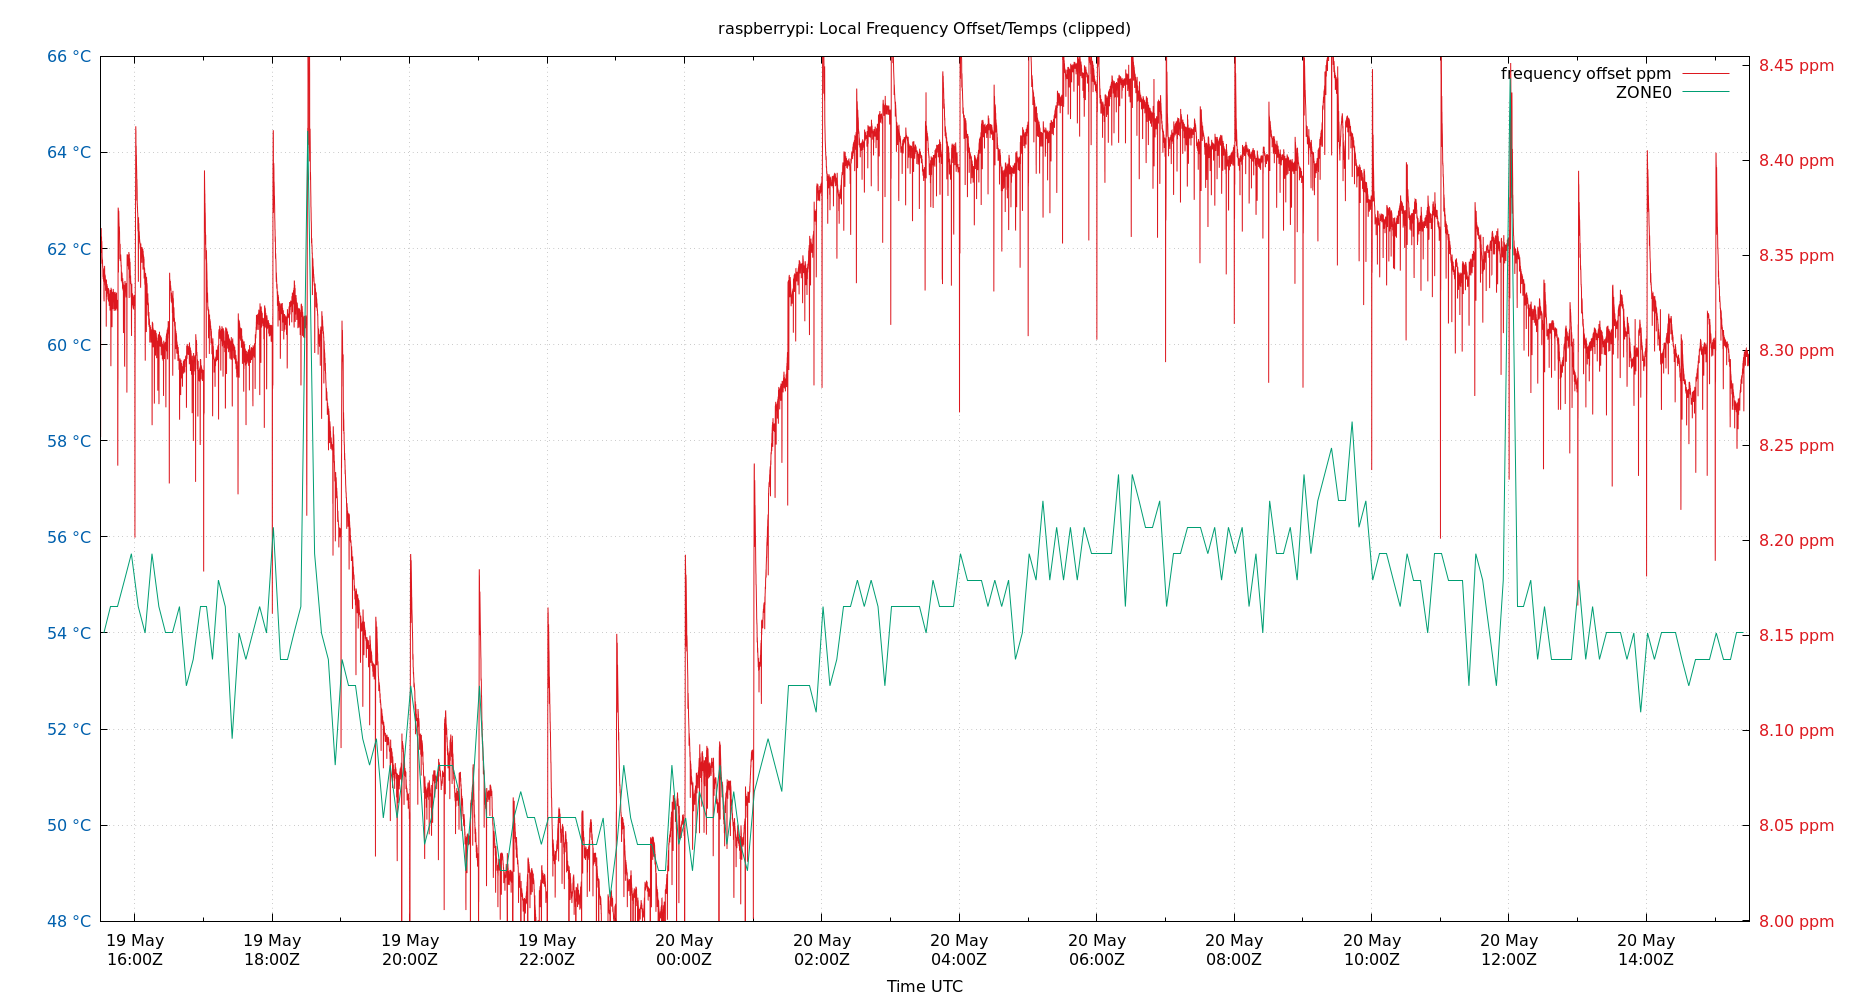 raspberrypi: Local Frequency Offset/Temps (clipped)
66 °C
64 °C
62 °C
60 °C
58 °C
56 °C
54 °C
52 °C
50 °C
48 °C
frequency offset ppm
ZONE0
8.45 ppm
8.40 ppm
8.35 ppm
8.30 ppm
8.25 ppm
8.20 ppm
8.15 ppm
8.10 ppm
8.05 ppm
8.00 ppm
19 May
16:00Z
19 May
18:00Z
19 May
20:00Z
19 May
22:00Z
20 May
00:00Z
20 May
02:00Z
20 May
04:00Z
20 May
06:00Z
20 May
08:00Z
20 May
10:00Z
20 May
12:00Z
20 May
14:00Z
Time UTC